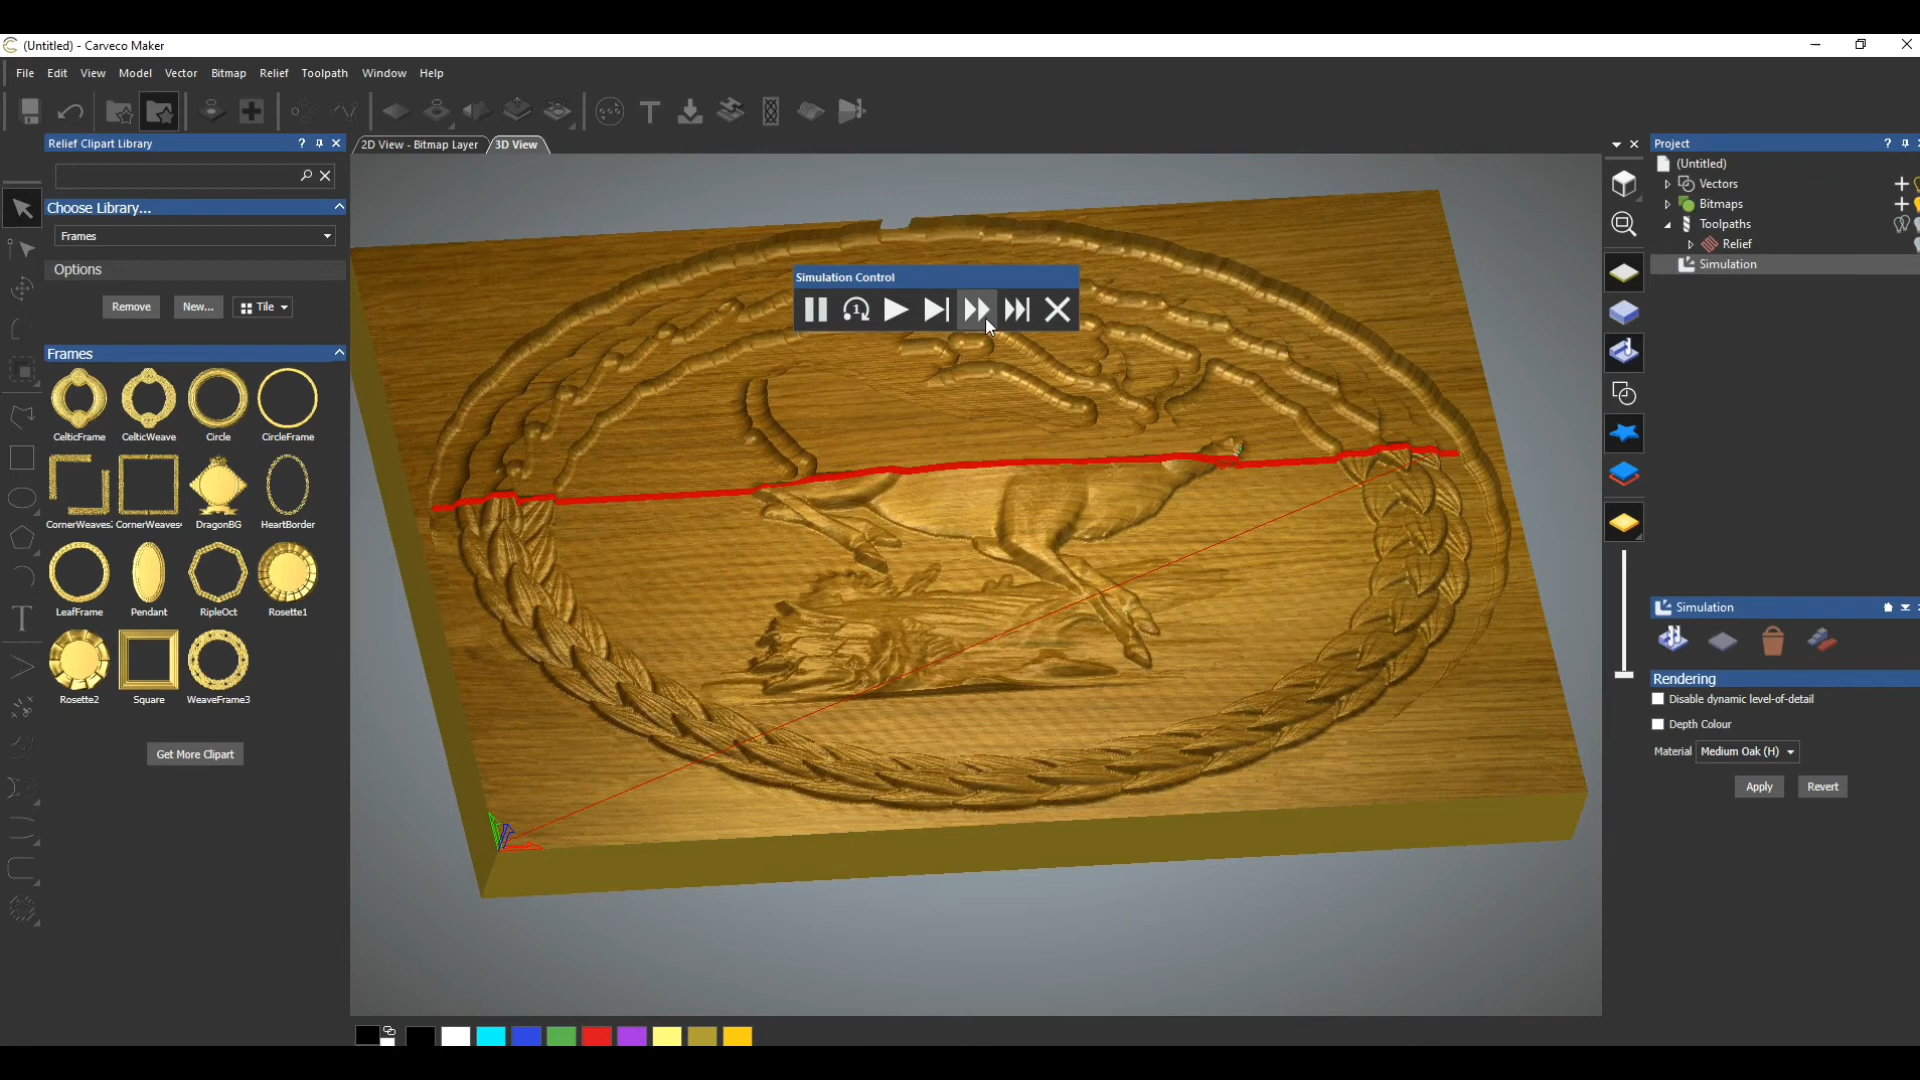 (Untitled) - Carveco Maker
File Edit View Model Vector Bitmap Relief Toolpath Window Help
Relief Clipart Library ?
2D View - Bitmap Layer 3D View
Project ?
(Untitled)
Vectors
Bitmaps
Toolpaths
Relief
Simulation
Choose Library...
Frames
Options
Remove New... Tile
Frames
CelticFrame CelticWeave Circle CircleFrame
CornerWeaves DragonBG HeartBorder
LeafFrame Pendant RipleOct Rosette1
Rosette2 Square WeaveFrame3
Get More Clipart
Simulation Control
1
T
Simulation
Rendering
Disable dynamic level-of-detail
Depth Colour
Material Medium Oak (H)
Apply Revert